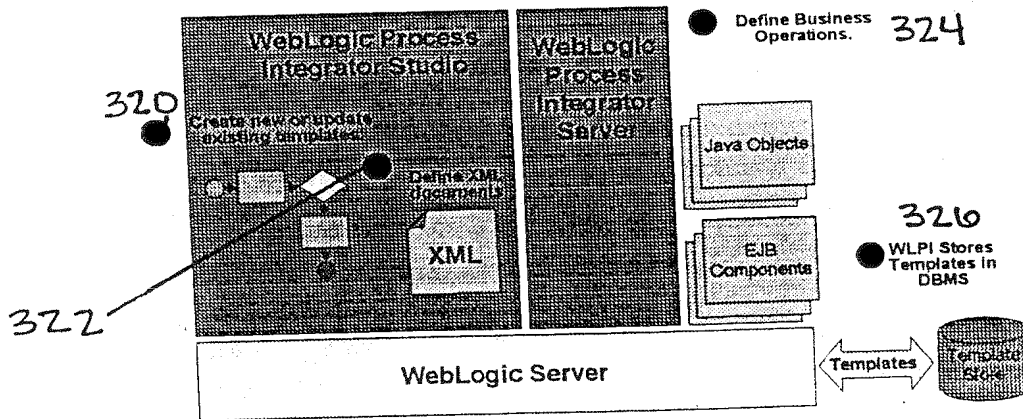 WebLogic Process
Integrator Studio
WebLogic
Process
Integrator
Server
Define Business
Operations.
324
320
Create new or update
existing templates.
Define XML
documents
XML
Java Objects
EJB
Components
326
WLPI Stores
Templates in
DBMS
322
WebLogic Server
Templates
Template
Store